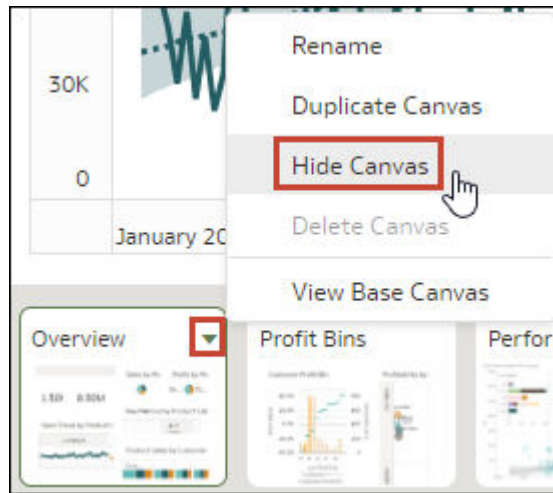 Rename
30K
Duplicate Canvas
Hide Canvas
0
Delete Canvas
January 20
View Base Canvas
Overview
Profit Bins
Perfor